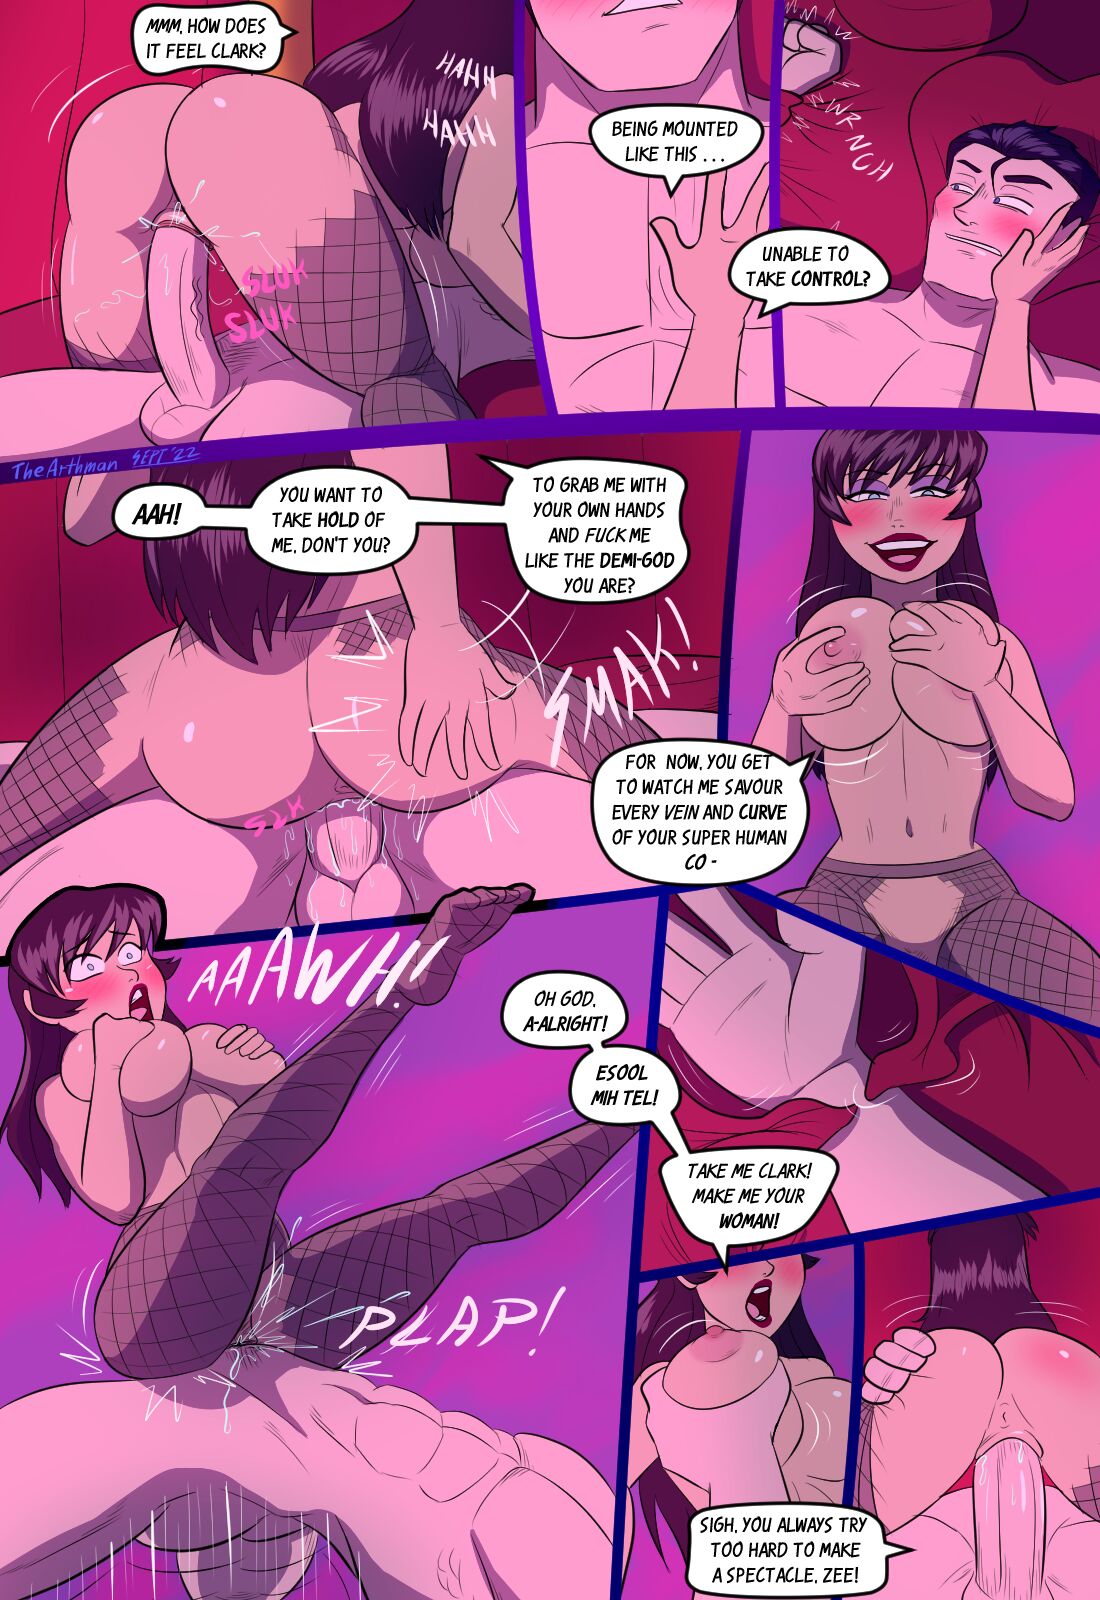 MMM, HOW DOES
IT FEEL CLARK?
HAHH
HAHH
SLUK
SLUK
BEING MOUNTED
LIKE THIS . . .
WRNCH
UNABLE TO
TAKE CONTROL?
TheArthman SEPT '22
AAH!
YOU WANT TO
TAKE HOLD OF
ME, DON'T YOU?
TO GRAB ME WITH
YOUR OWN HANDS
AND FUCK ME
LIKE THE DEMI-GOD
YOU ARE?
SMAK!
SLK
FOR NOW, YOU GET
TO WATCH ME SAVOUR
EVERY VEIN AND CURVE
OF YOUR SUPER HUMAN
CO -
AAAWH!
OH GOD,
A-ALRIGHT!
ESOOL
MIH TEL!
TAKE ME CLARK!
MAKE ME YOUR
WOMAN!
PLAP!
SIGH, YOU ALWAYS TRY
TOO HARD TO MAKE
A SPECTACLE, ZEE!